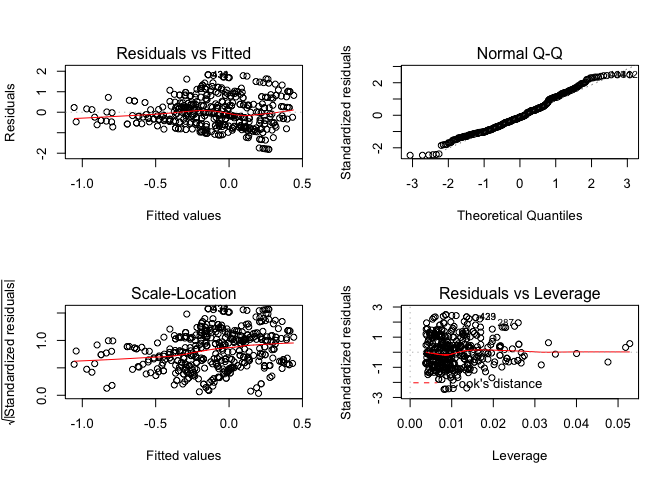 Residuals vs Fitted
Residuals
2
1
0
-2
-1.0
-0.5
0.0
0.5
Fitted values
Normal Q-Q
Standardized residuals
2
0
-2
-3
-2
-1
0
1
2
3
Theoretical Quantiles
Scale-Location
√|Standardized residuals|
1.0
0.0
-1.0
-0.5
0.0
0.5
Fitted values
Residuals vs Leverage
439
287
Standardized residuals
3
1
-1
-3
Cook's distance
0.00
0.01
0.02
0.03
0.04
0.05
Leverage